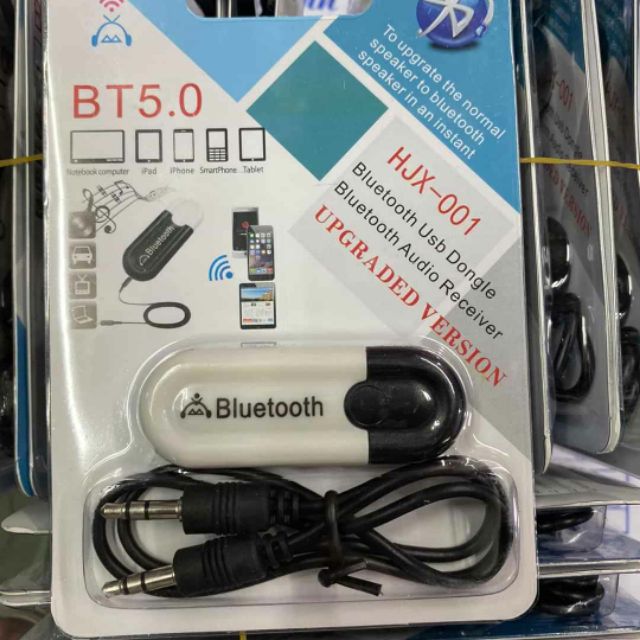 To upgrate the normal
speaker to bluetooth
speaker in an instant
BT5.0
Notebook computer iPad iPhone SmartPhone... Tablet
HJX-001
Bluetooth Usb Dongle
Bluetooth Audio Receiver
UPGRADED VERSION
Bluetooth
Bluetooth